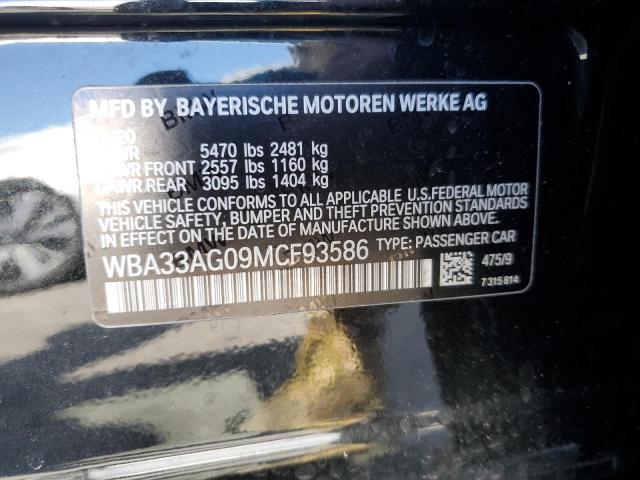 MFD BY BAYERISCHE MOTOREN WERKE AG
5470 lbs 2481 kg
FRONT 2557 lbs 1160 kg
REAR 3095 lbs 1404 kg
THIS VEHICLE CONFORMS TO ALL APPLICABLE U.S.FEDERAL MOTOR
VEHICLE SAFETY, BUMPER AND THEFT PREVENTION STANDARDS
IN EFFECT ON THE DATE OF MANUFACTURE SHOWN ABOVE.
WBA33AG09MCF93586 TYPE: PASSENGER CAR
475/9
7315814